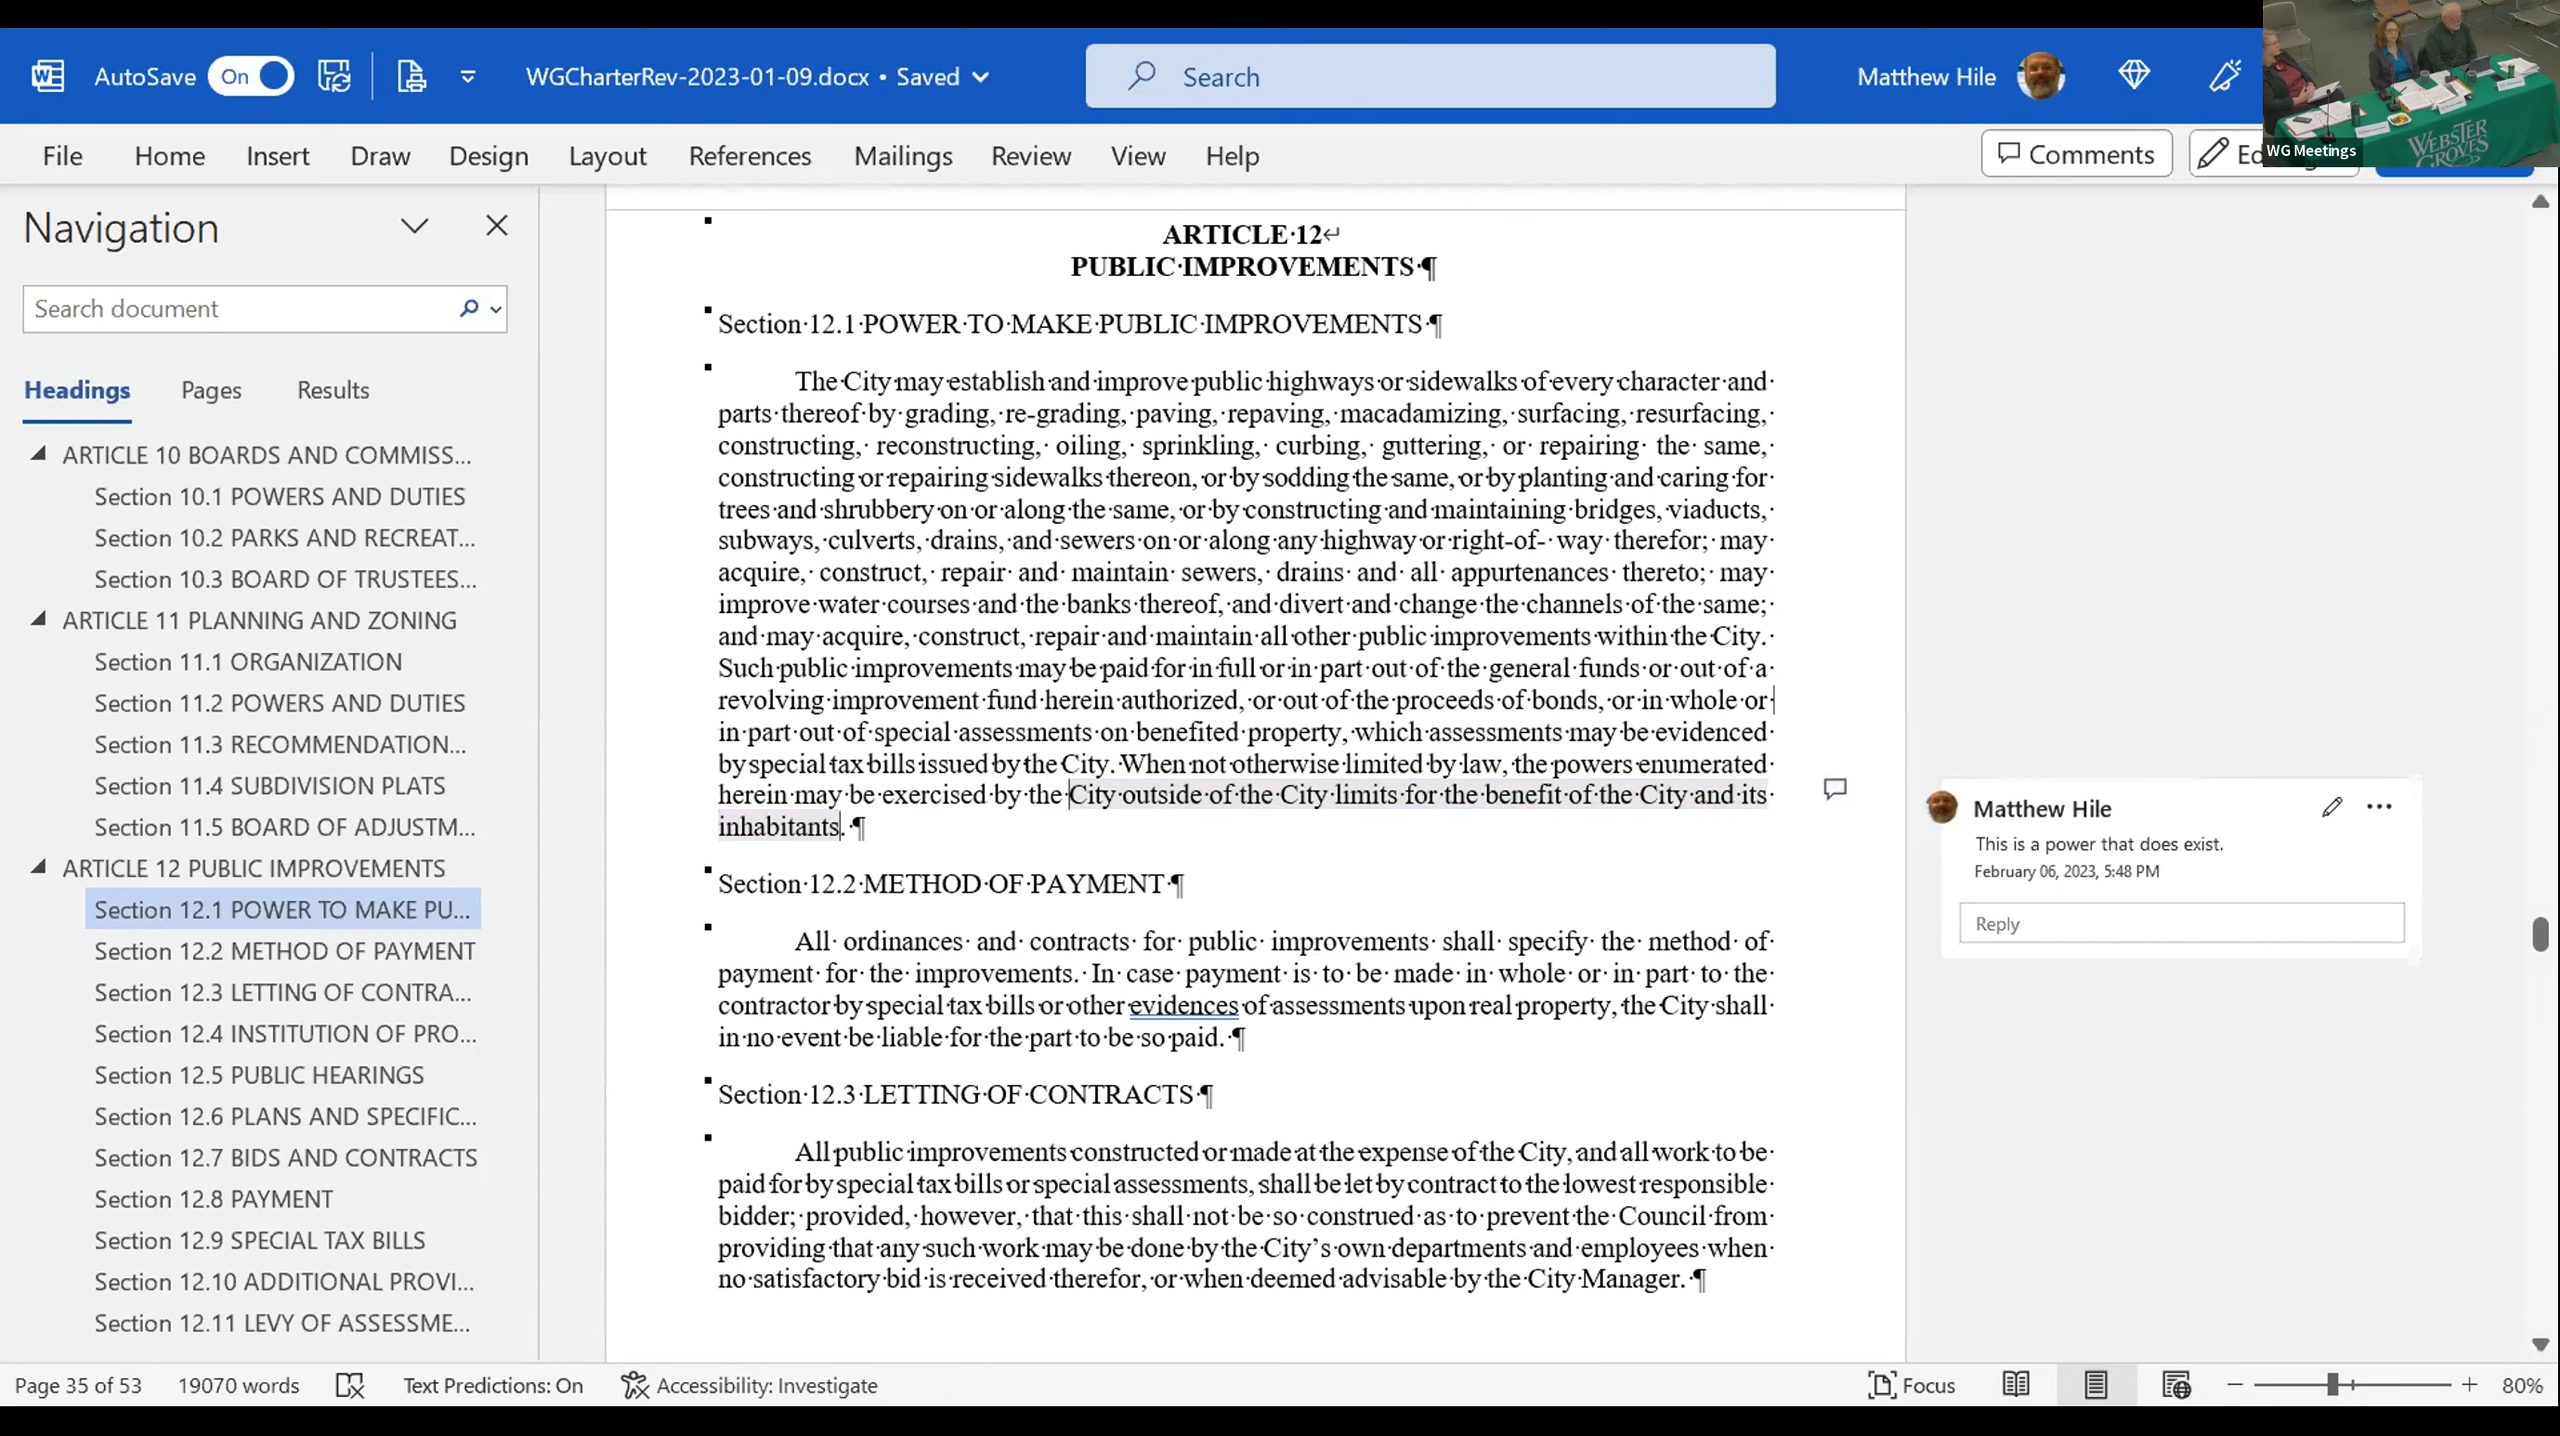 AutoSave On WGCharterRev-2023-01-09.docx • Saved Search Matthew Hile
File Home Insert Draw Design Layout References Mailings Review View Help Comments
WG Meetings
WEBSTER
GROVES
Navigation
Search document
Headings Pages Results
ARTICLE 10 BOARDS AND COMMISS...
Section 10.1 POWERS AND DUTIES
Section 10.2 PARKS AND RECREAT...
Section 10.3 BOARD OF TRUSTEES...
ARTICLE 11 PLANNING AND ZONING
Section 11.1 ORGANIZATION
Section 11.2 POWERS AND DUTIES
Section 11.3 RECOMMENDATION...
Section 11.4 SUBDIVISION PLATS
Section 11.5 BOARD OF ADJUSTM...
ARTICLE 12 PUBLIC IMPROVEMENTS
Section 12.1 POWER TO MAKE PU...
Section 12.2 METHOD OF PAYMENT
Section 12.3 LETTING OF CONTRA...
Section 12.4 INSTITUTION OF PRO...
Section 12.5 PUBLIC HEARINGS
Section 12.6 PLANS AND SPECIFIC...
Section 12.7 BIDS AND CONTRACTS
Section 12.8 PAYMENT
Section 12.9 SPECIAL TAX BILLS
Section 12.10 ADDITIONAL PROVI...
Section 12.11 LEVY OF ASSESSME...
ARTICLE 12
PUBLIC IMPROVEMENTS
Section 12.1 POWER TO MAKE PUBLIC IMPROVEMENTS
The City may establish and improve public highways or sidewalks of every character and
parts thereof by grading, re-grading, paving, repaving, macadamizing, surfacing, resurfacing,
constructing, reconstructing, oiling, sprinkling, curbing, guttering, or repairing the same,
constructing or repairing sidewalks thereon, or by sodding the same, or by planting and caring for
trees and shrubbery on or along the same, or by constructing and maintaining bridges, viaducts,
subways, culverts, drains, and sewers on or along any highway or right-of- way therefor; may
acquire, construct, repair and maintain sewers, drains and all appurtenances thereto; may
improve water courses and the banks thereof, and divert and change the channels of the same;
and may acquire, construct, repair and maintain all other public improvements within the City.
Such public improvements may be paid for in full or in part out of the general funds or out of a
revolving improvement fund herein authorized, or out of the proceeds of bonds, or in whole or
in part out of special assessments on benefited property, which assessments may be evidenced
by special tax bills issued by the City. When not otherwise limited by law, the powers enumerated
herein may be exercised by the City outside of the City limits for the benefit of the City and its
inhabitants.
Section 12.2 METHOD OF PAYMENT
All ordinances and contracts for public improvements shall specify the method of
payment for the improvements. In case payment is to be made in whole or in part to the
contractor by special tax bills or other evidences of assessments upon real property, the City shall
in no event be liable for the part to be so paid.
Section 12.3 LETTING OF CONTRACTS
All public improvements constructed or made at the expense of the City, and all work to be
paid for by special tax bills or special assessments, shall be let by contract to the lowest responsible
bidder; provided, however, that this shall not be so construed as to prevent the Council from
providing that any such work may be done by the City's own departments and employees when
no satisfactory bid is received therefor, or when deemed advisable by the City Manager.
Matthew Hile
This is a power that does exist.
February 06, 2023, 5:48 PM
Reply
Page 35 of 53 19070 words Text Predictions: On Accessibility: Investigate Focus 80%